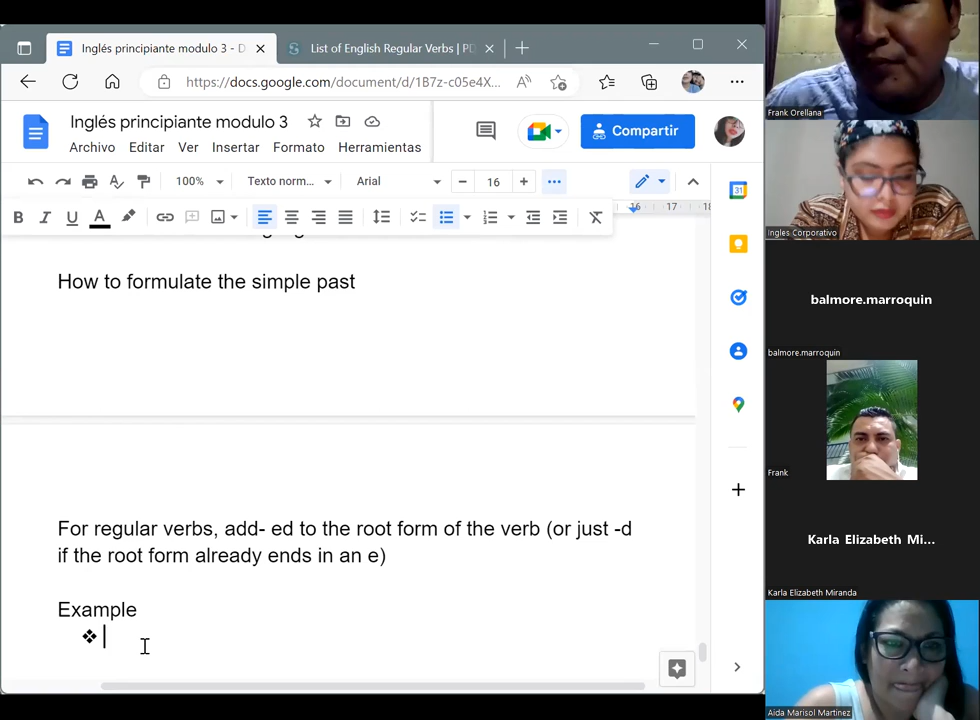 Inglés principiante modulo 3 - D
List of English Regular Verbs | PD
https://docs.google.com/document/d/1B7z-c05e4X...
Inglés principiante modulo 3
Archivo Editar Ver Insertar Formato Herramientas
Compartir
100% Texto norm... Arial 16
16 17 18
31
How to formulate the simple past
For regular verbs, add- ed to the root form of the verb (or just -d
if the root form already ends in an e)
Example
Frank Orellana
Ingles Corporativo
balmore.marroquin
balmore.marroquin
Frank
Karla Elizabeth Mi...
Karla Elizabeth Miranda
Aida Marisol Martinez